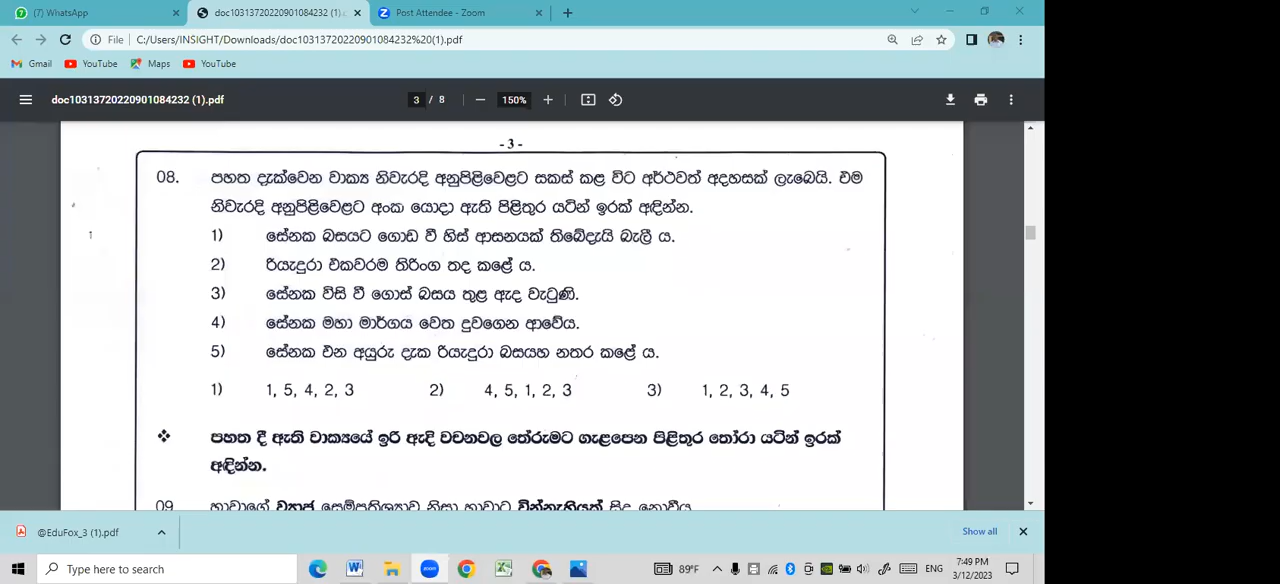 (7) WhatsApp
doc10313720220901084232 (1).
Post Attendee - Zoom
File
C:/Users/INSIGHT/Downloads/doc10313720220901084232%20(1).pdf
Gmail YouTube Maps YouTube
doc10313720220901084232 (1).pdf
3 / 8
150%
- 3 -
08. පහත දැක්වෙන වාක්‍ය නිවැරදි අනුපිළිවෙළට සකස් කළ විට අර්ථවත් අදහසක් ලැබෙයි. එම
නිවැරදි අනුපිළිවෙළට අංක යොදා ඇති පිළිතුර යටින් ඉරක් අඳින්න.
1) සේනක බසයට ගොඩ වී හිස් ආසනයක් තිබේදැයි බැලී ය.
2) රියැදුරා එකවරම තිරිංග තද කළේ ය.
3) සේනක විසි වී ගොස් බසය තුළ ඇද වැටුණි.
4) සේනක මහා මාර්ගය වෙත දුවගෙන ආවේය.
5) සේනක එන අයුරු දැක රියැදුරා බසයහ නතර කළේ ය.
1) 1, 5, 4, 2, 3 2) 4, 5, 1, 2, 3 3) 1, 2, 3, 4, 5
❖ පහත දී ඇති වාක්‍යයේ ඉරි ඇදි වචනවල තේරුමට ගැළපෙන පිළිතුර තෝරා යටින් ඉරක්
අඳින්න.
09 හාවාගේ ව්‍යාජ සෙම්ප්‍රතිශ්‍යාව නිසා හාවාට වින්නැහියක් සිදු නොවීය
@EduFox_3 (1).pdf
Show all
Type here to search
89°F
ENG
7:49 PM
3/12/2023